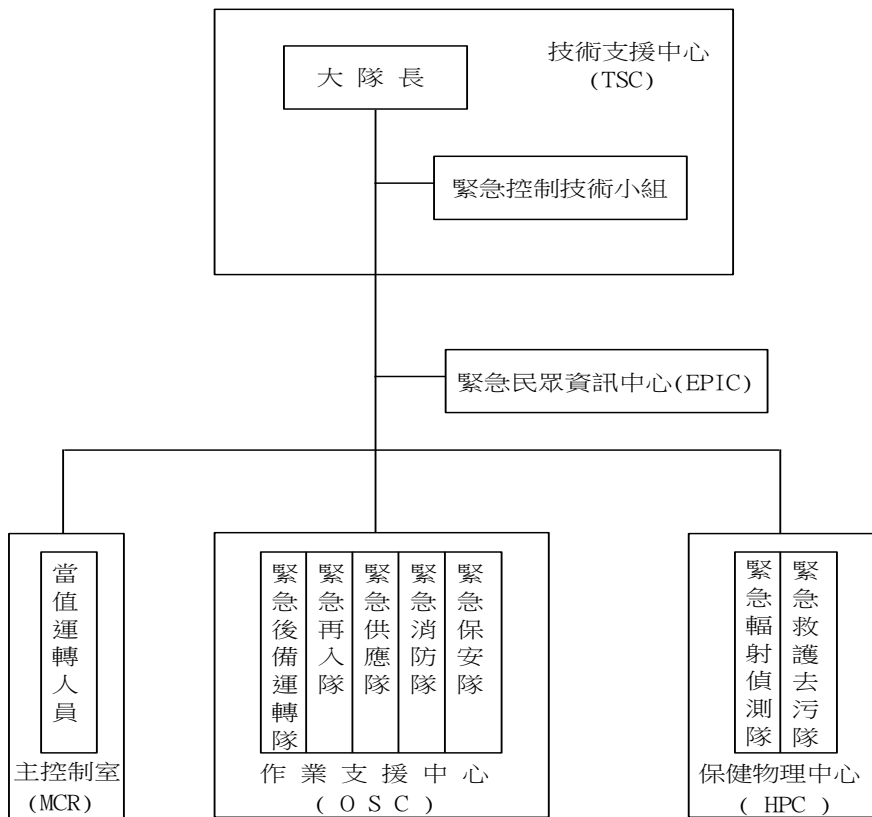 技術支援中心
(TSC)
大隊長
緊急控制技術小組
緊急民眾資訊中心(EPIC)
當值運轉人員
主控制室
(MCR)
緊急後備運轉隊
緊急再入隊
緊急供應隊
緊急消防隊
緊急保安隊
作業支援中心
( O S C )
緊急輻射偵測隊
緊急救護去污隊
保健物理中心
( HPC )